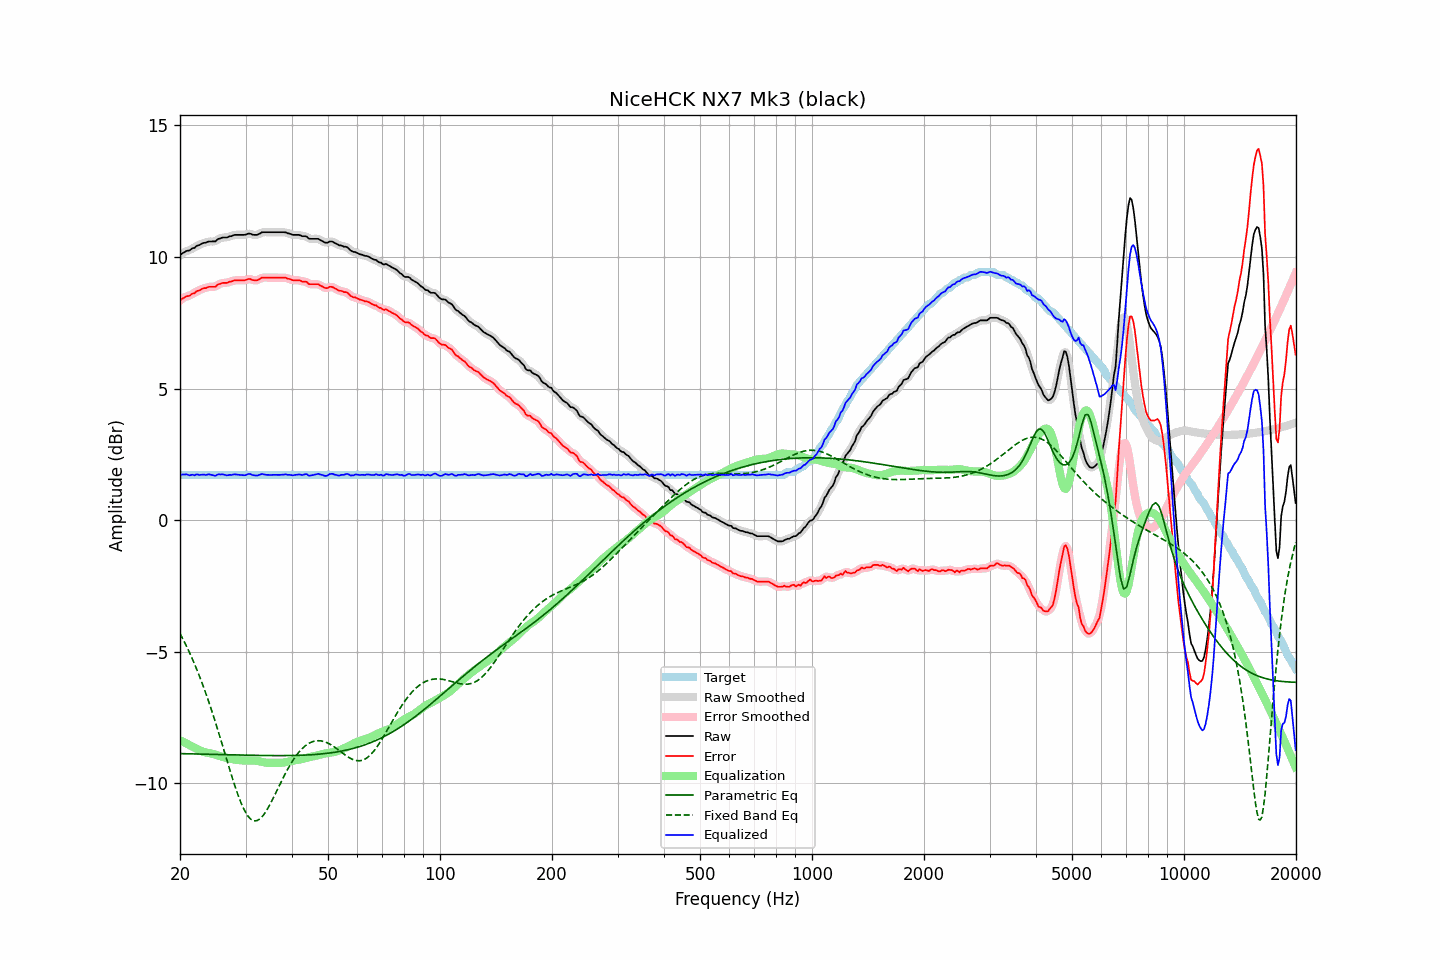 NiceHCK NX7 Mk3 (black)
15
10
5
0
−5
−10
Amplitude (dBr)
Target
Raw Smoothed
Error Smoothed
Raw
Error
Equalization
Parametric Eq
Fixed Band Eq
Equalized
20
50
100
200
500
1000
2000
5000
10000
20000
Frequency (Hz)